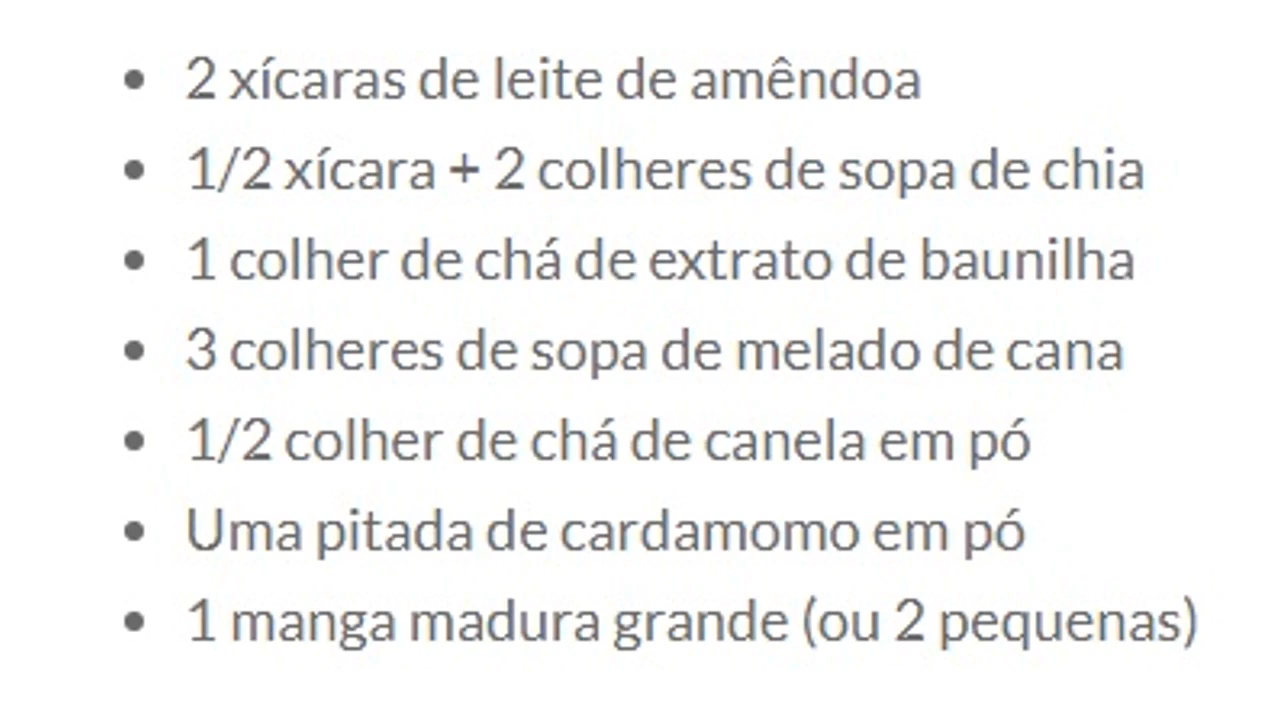 • 2 xícaras de leite de amêndoa
• 1/2 xícara + 2 colheres de sopa de chia
• 1 colher de chá de extrato de baunilha
• 3 colheres de sopa de melado de cana
• 1/2 colher de chá de canela em pó
• Uma pitada de cardamomo em pó
• 1 manga madura grande (ou 2 pequenas)